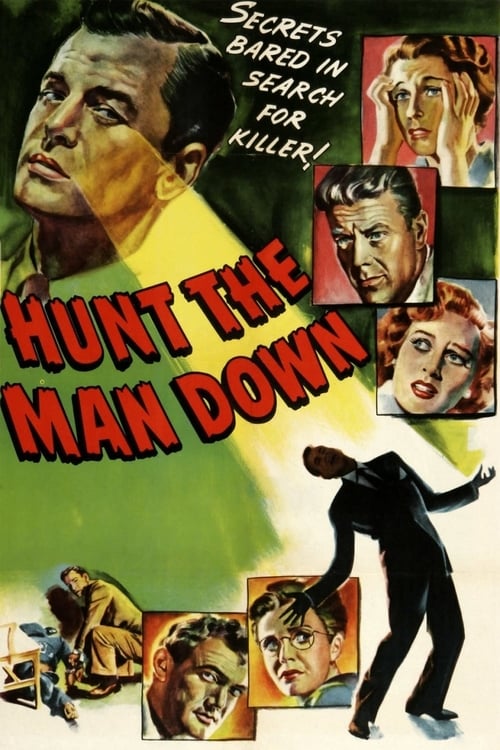 SECRETS
BARED IN
SEARCH
FOR
KILLER!
HUNT THE
MAN DOWN